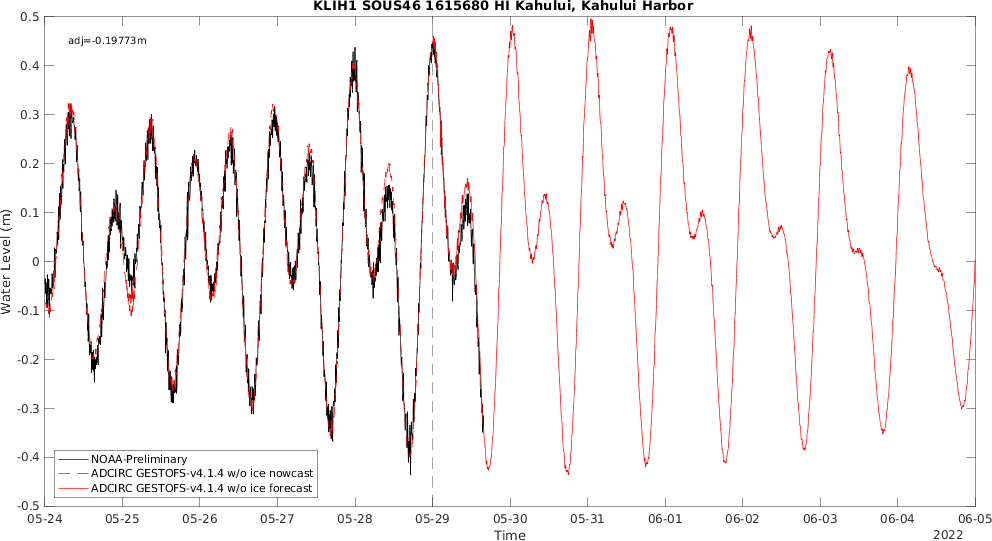 KLIH1 SOUS46 1615680 HI Kahului, Kahului Harbor
adj=-0.19773m
0.5
0.4
0.3
0.2
0.1
0
-0.1
-0.2
-0.3
-0.4
-0.5
Water Level (m)
NOAA-Preliminary
ADCIRC GESTOFS-v4.1.4 w/o ice nowcast
ADCIRC GESTOFS-v4.1.4 w/o ice forecast
05-24 05-25 05-26 05-27 05-28 05-29 05-30 05-31 06-01 06-02 06-03 06-04 06-05
Time
2022